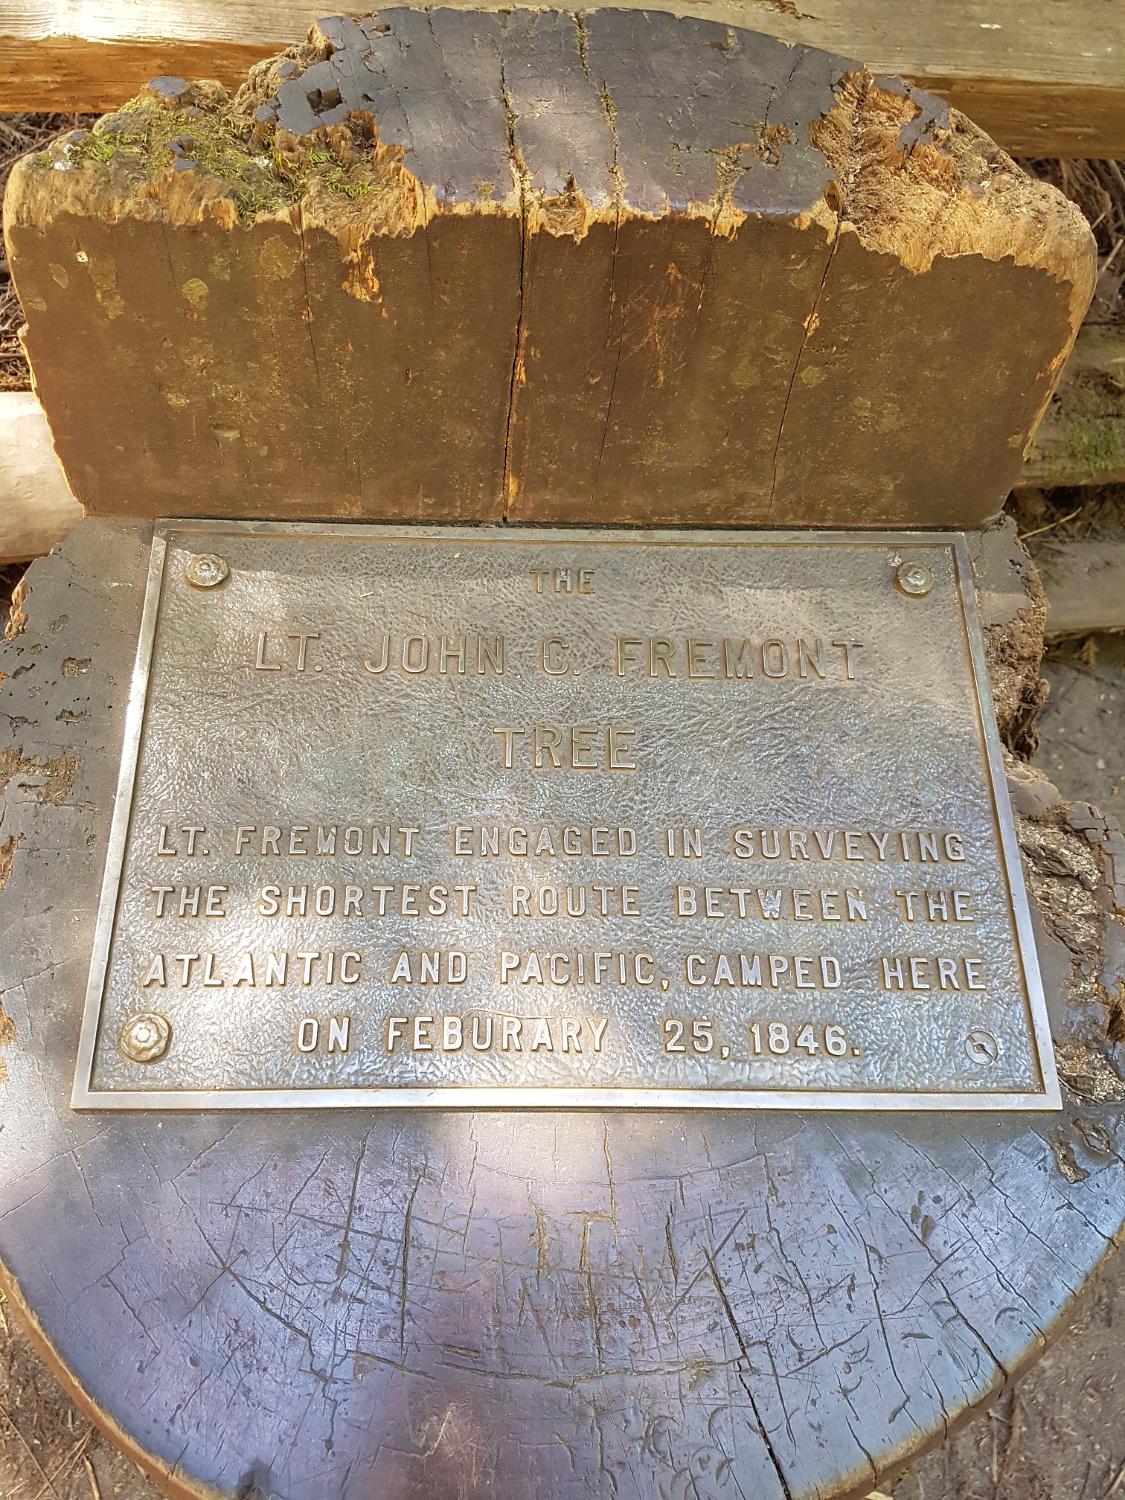 THE
LT. JOHN C. FREMONT
TREE
LT. FREMONT ENGAGED IN SURVEYING
THE SHORTEST ROUTE BETWEEN THE
ATLANTIC AND PACIFIC, CAMPED HERE
ON FEBURARY 25, 1846.